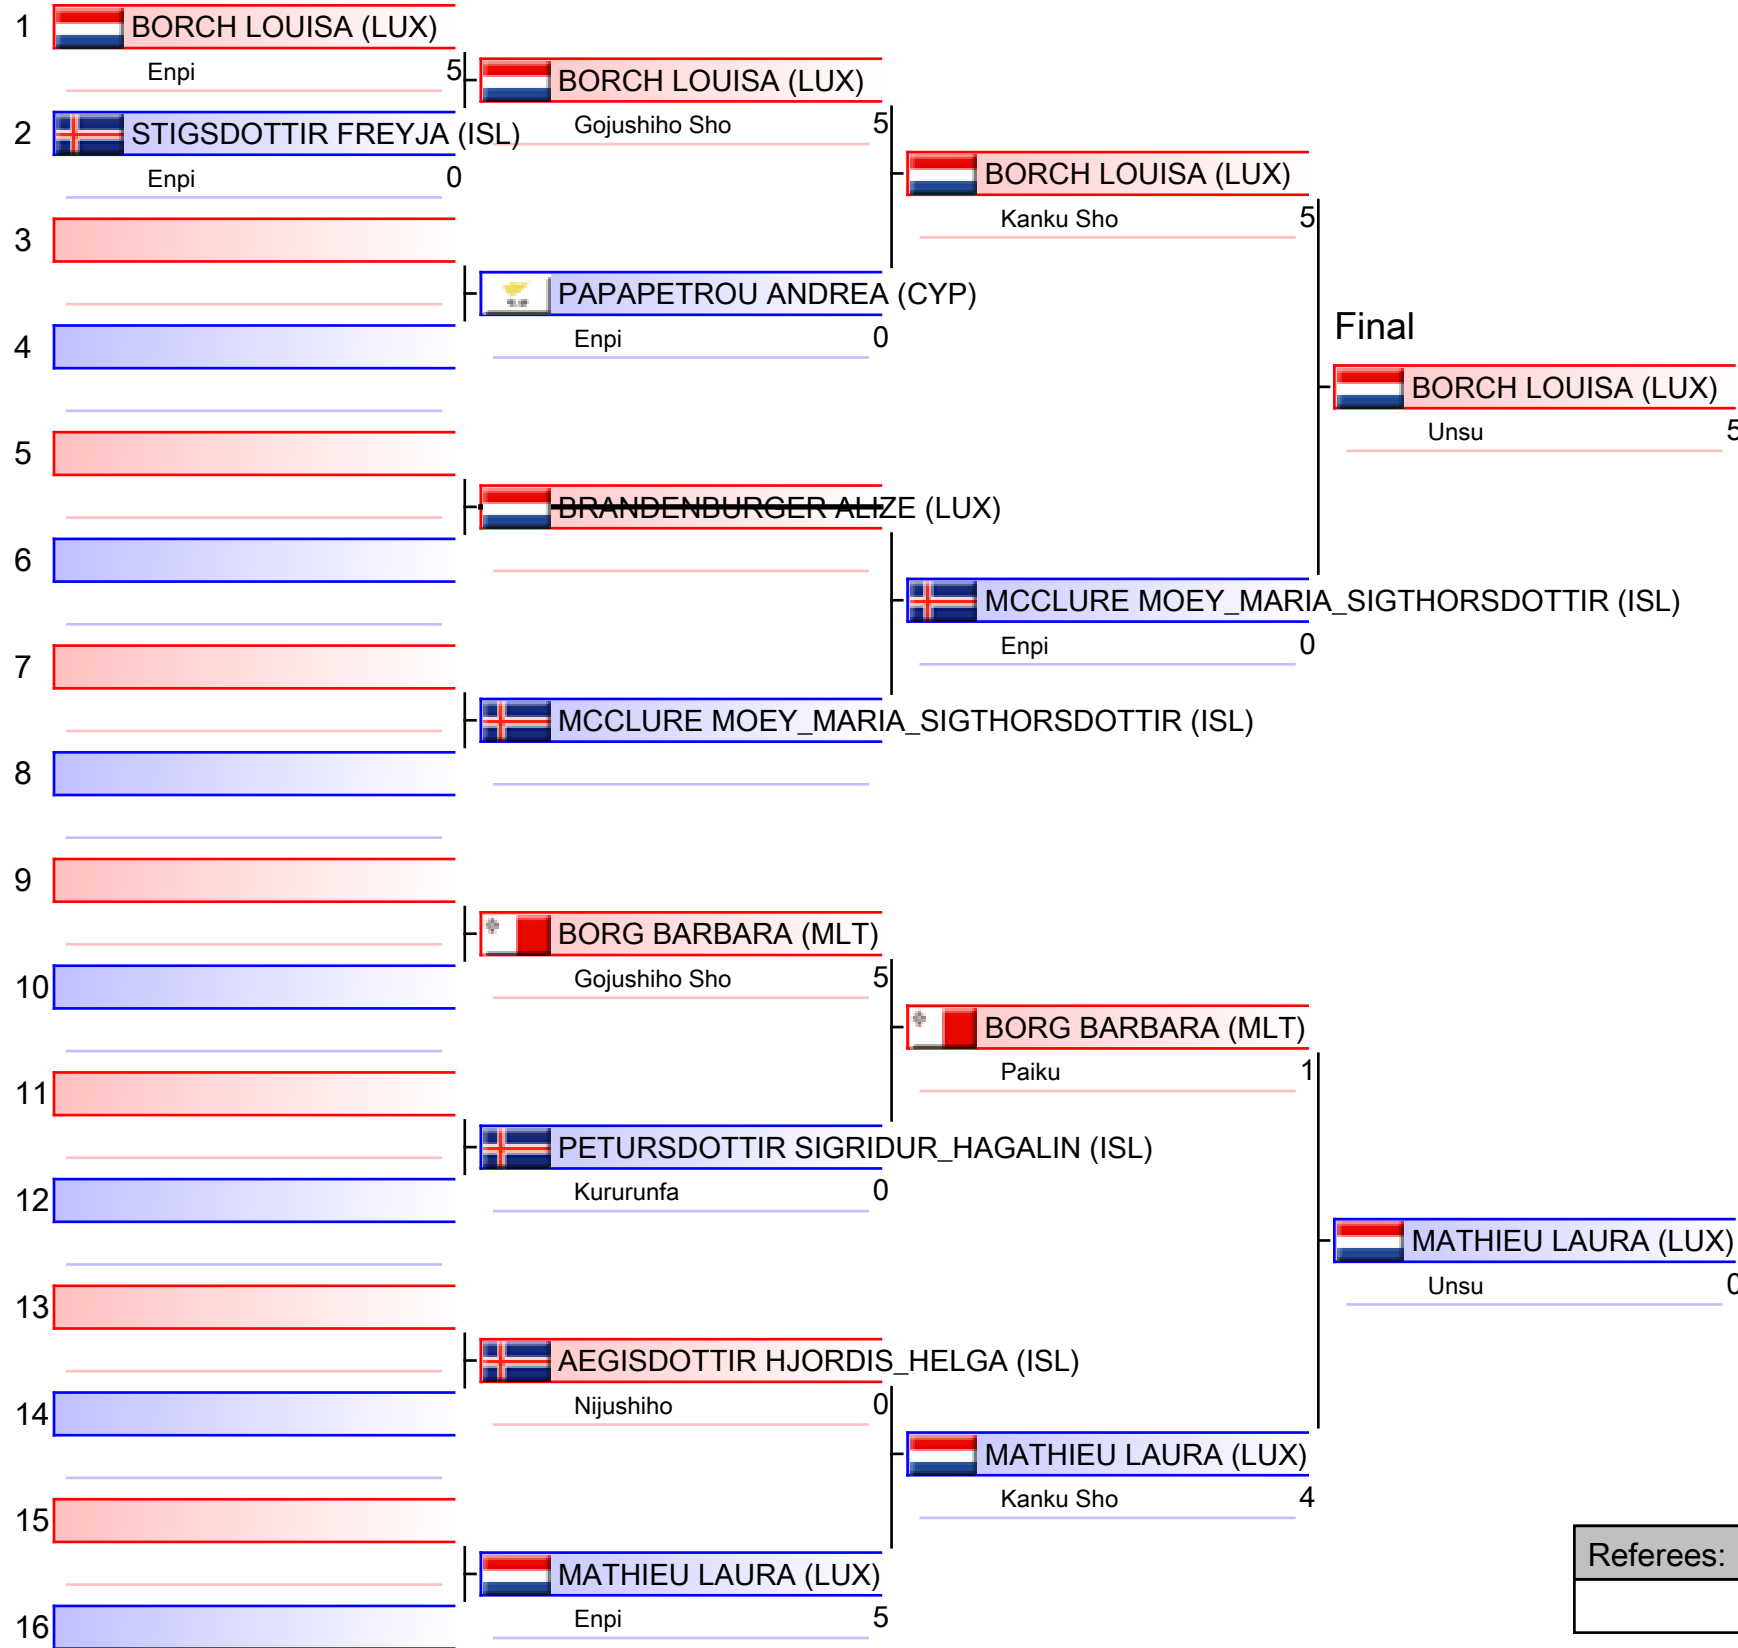 1 BORCH LOUISA (LUX)
Enpi 5
BORCH LOUISA (LUX)
Gojushiho Sho 5
2 STIGSDOTTIR FREYJA (ISL)
Enpi 0
BORCH LOUISA (LUX)
Kanku Sho 5
3
PAPAPETROU ANDREA (CYP)
Enpi 0
4
Final
BORCH LOUISA (LUX)
Unsu 5
5
BRANDENBURGER ALIZE (LUX)
6
MCCLURE MOEY_MARIA_SIGTHORSDOTTIR (ISL)
Enpi 0
7
MCCLURE MOEY_MARIA_SIGTHORSDOTTIR (ISL)
8
9
BORG BARBARA (MLT)
Gojushiho Sho 5
10
BORG BARBARA (MLT)
Paiku 1
11
PETURSDOTTIR SIGRIDUR_HAGALIN (ISL)
Kururunfa 0
12
MATHIEU LAURA (LUX)
Unsu 0
13
AEGISDOTTIR HJORDIS_HELGA (ISL)
Nijushiho 0
14
MATHIEU LAURA (LUX)
Kanku Sho 4
15
MATHIEU LAURA (LUX)
Enpi 5
16
Referees: